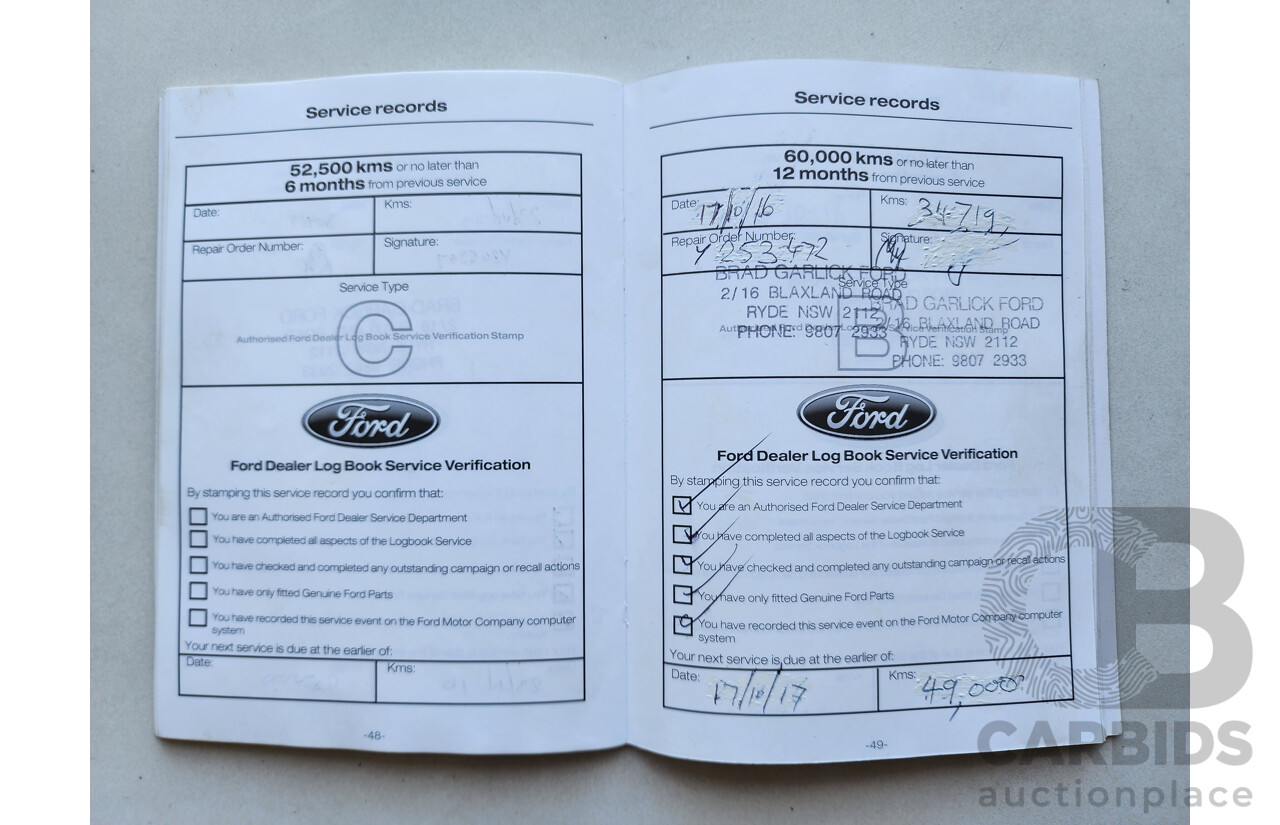 Service records
52,500 kms or no later than
6 months from previous service
Date:
Kms:
Repair Order Number:
Signature:
Service Type
C
Authorised Ford Dealer Log Book Service Verification Stamp
Ford
Ford Dealer Log Book Service Verification
By stamping this service record you confirm that:
You are an Authorised Ford Dealer Service Department
You have completed all aspects of the Logbook Service
You have checked and completed any outstanding campaign or recall actions
You have only fitted Genuine Ford Parts
You have recorded this service event on the Ford Motor Company computer
system
Your next service is due at the earlier of:
Date:
Kms:
-48-
Service records
60,000 kms or no later than
12 months from previous service
Date: 17/10/16
Kms: 34,719
Repair Order Number:
Y253472
Signature:
BRAD GARLICK FORD
2/16 BLAXLAND ROAD
RYDE NSW 2112
PHONE: 9807 2933
Service Type
B
Authorised Ford Dealer Log Book Service Verification Stamp
BRAD GARLICK FORD
2/16 BLAXLAND ROAD
RYDE NSW 2112
PHONE: 9807 2933
Ford
Ford Dealer Log Book Service Verification
By stamping this service record you confirm that:
You are an Authorised Ford Dealer Service Department
You have completed all aspects of the Logbook Service
You have checked and completed any outstanding campaign or recall actions
You have only fitted Genuine Ford Parts
You have recorded this service event on the Ford Motor Company computer
system
Your next service is due at the earlier of:
Date: 17/10/17
Kms: 49,000
-49-
CB
CARBIDS
auctionplace